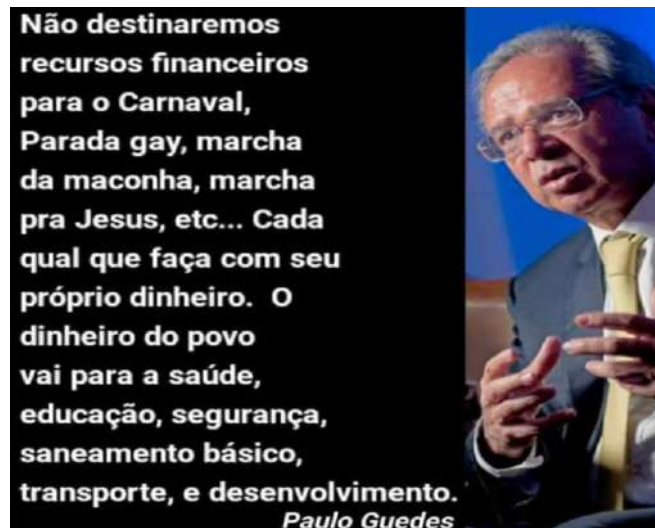 Não destinaremos
recursos financeiros
para o Carnaval,
Parada gay, marcha
da maconha, marcha
pra Jesus, etc... Cada
qual que faça com seu
próprio dinheiro. O
dinheiro do povo
vai para a saúde,
educação, segurança,
saneamento básico,
transporte, e desenvolvimento.
Paulo Guedes